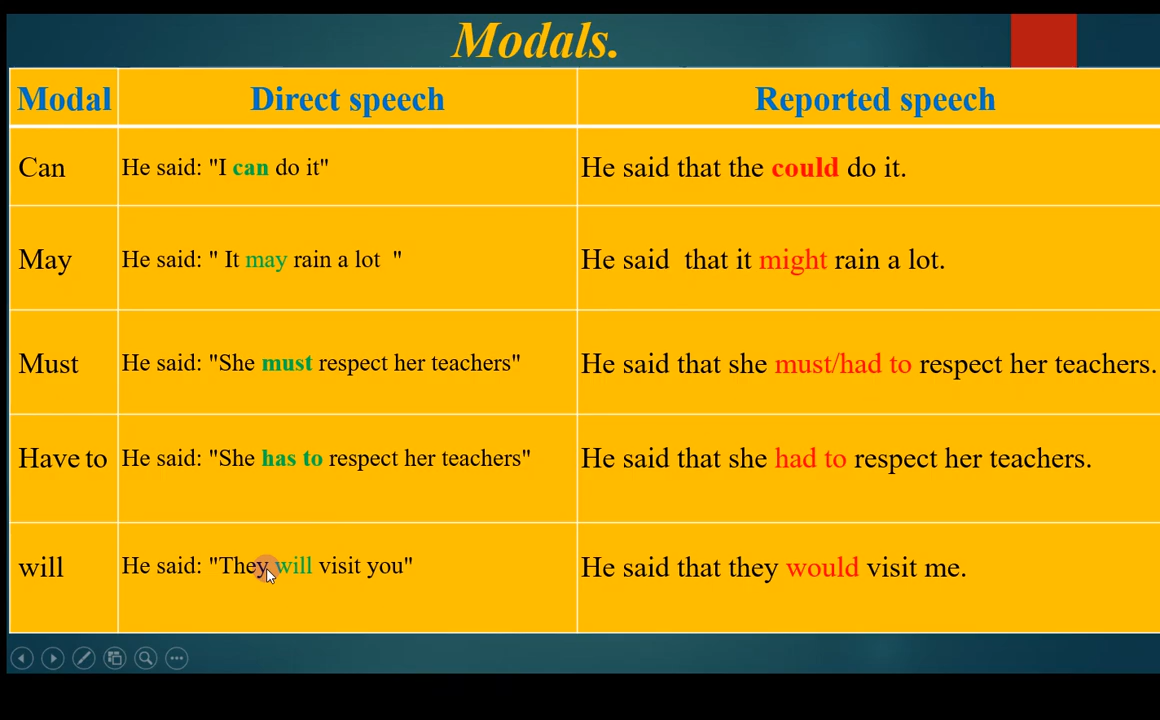 Modals.
Modal Direct speech Reported speech
Can He said: "I can do it" He said that the could do it.
May He said: " It may rain a lot " He said that it might rain a lot.
Must He said: "She must respect her teachers" He said that she must/had to respect her teachers.
Have to He said: "She has to respect her teachers" He said that she had to respect her teachers.
will He said: "They will visit you" He said that they would visit me.